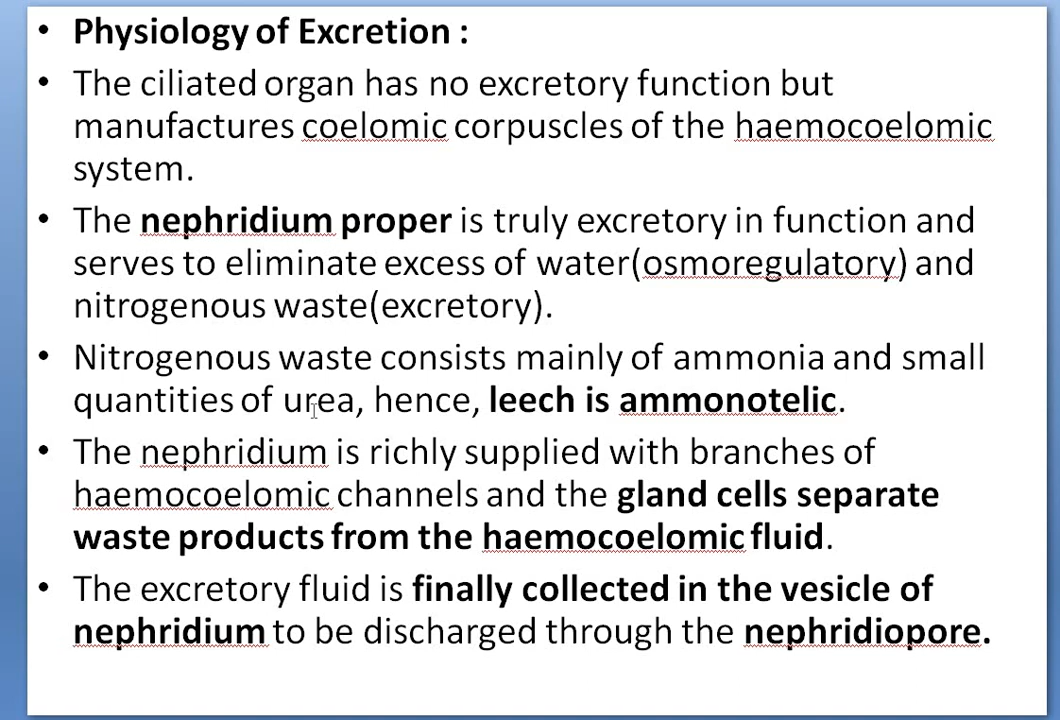 • Physiology of Excretion :
• The ciliated organ has no excretory function but
manufactures coelomic corpuscles of the haemocoelomic
system.
• The nephridium proper is truly excretory in function and
serves to eliminate excess of water(osmoregulatory) and
nitrogenous waste(excretory).
• Nitrogenous waste consists mainly of ammonia and small
quantities of urea, hence, leech is ammonotelic.
• The nephridium is richly supplied with branches of
haemocoelomic channels and the gland cells separate
waste products from the haemocoelomic fluid.
• The excretory fluid is finally collected in the vesicle of
nephridium to be discharged through the nephridiopore.